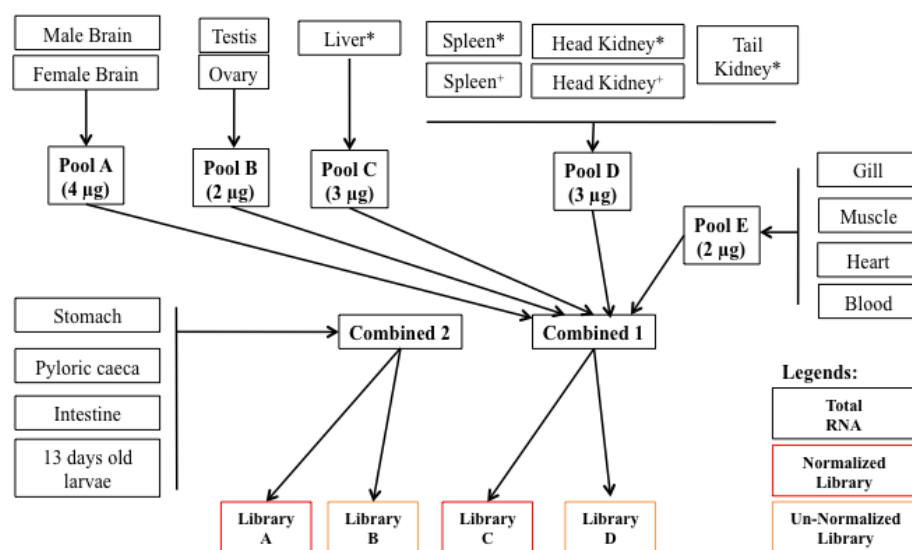 Male Brain
Female Brain
Testis
Ovary
Liver*
Spleen*
Spleen⁺
Head Kidney*
Head Kidney⁺
Tail
Kidney*
Pool A
(4 µg)
Pool B
(2 µg)
Pool C
(3 µg)
Pool D
(3 µg)
Pool E
(2 µg)
Gill
Muscle
Heart
Blood
Stomach
Pyloric caeca
Intestine
13 days old
larvae
Combined 2
Combined 1
Legends:
Total
RNA
Normalized
Library
Un-Normalized
Library
Library
A
Library
B
Library
C
Library
D